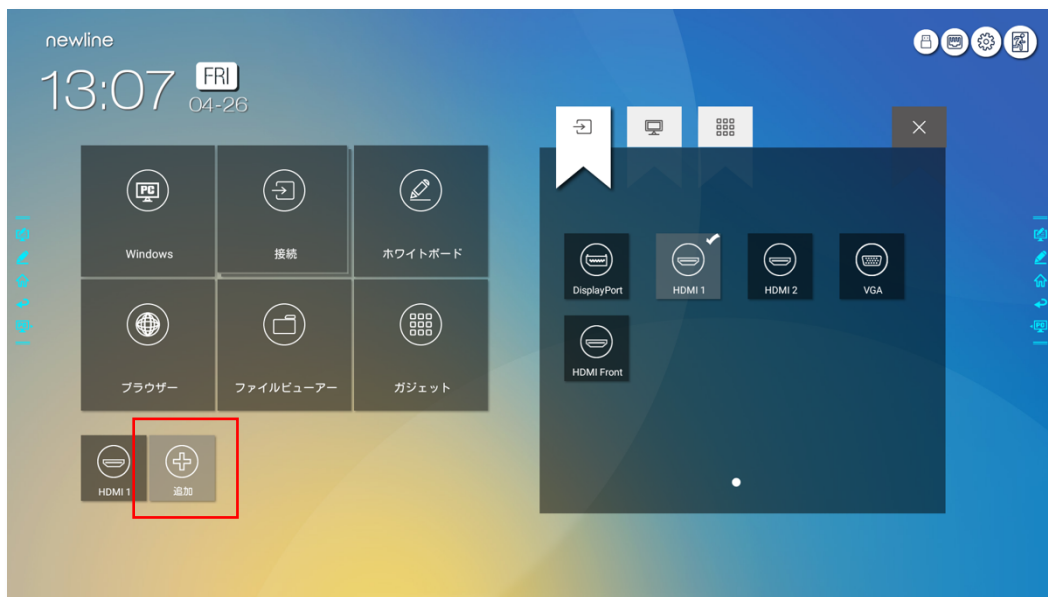 newline
13:07 FRI
04-26
PC
Windows
接続
ホワイトボード
ブラウザー
ファイルビューアー
ガジェット
HDMI 1
追加
DisplayPort
HDMI 1
HDMI 2
VGA
HDMI Front
PC